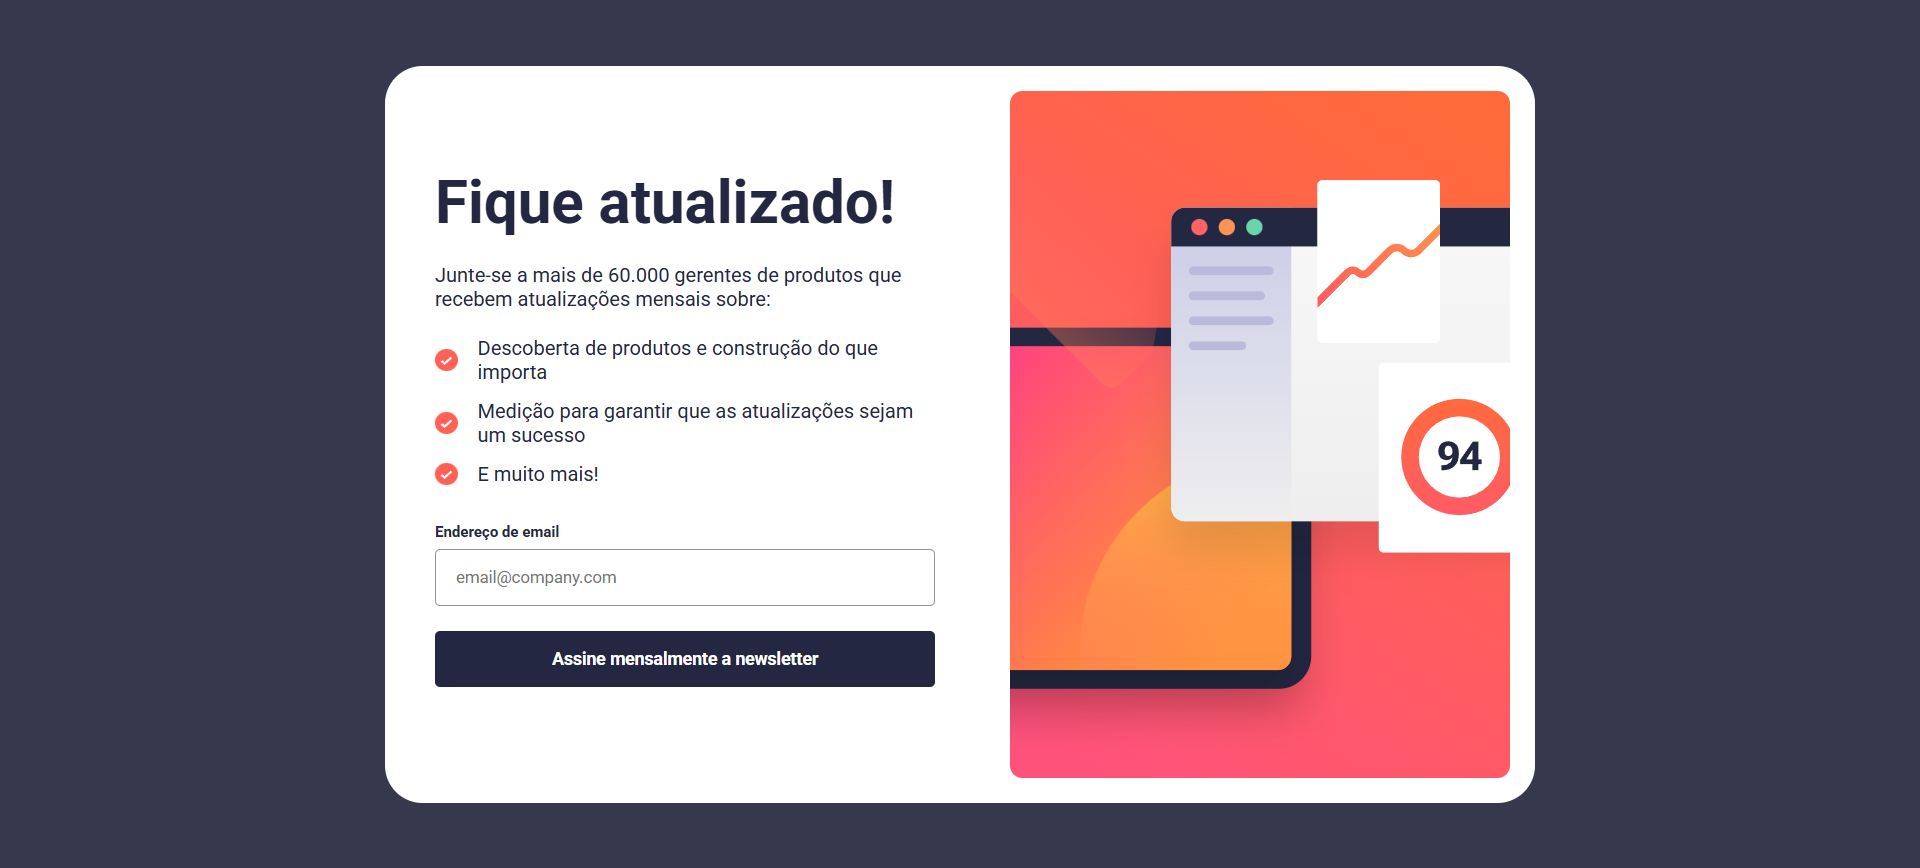 Fique atualizado!
Junte-se a mais de 60.000 gerentes de produtos que
recebem atualizações mensais sobre:
Descoberta de produtos e construção do que
importa
Medição para garantir que as atualizações sejam
um sucesso
E muito mais!
Endereço de email
email@company.com
Assine mensalmente a newsletter
94